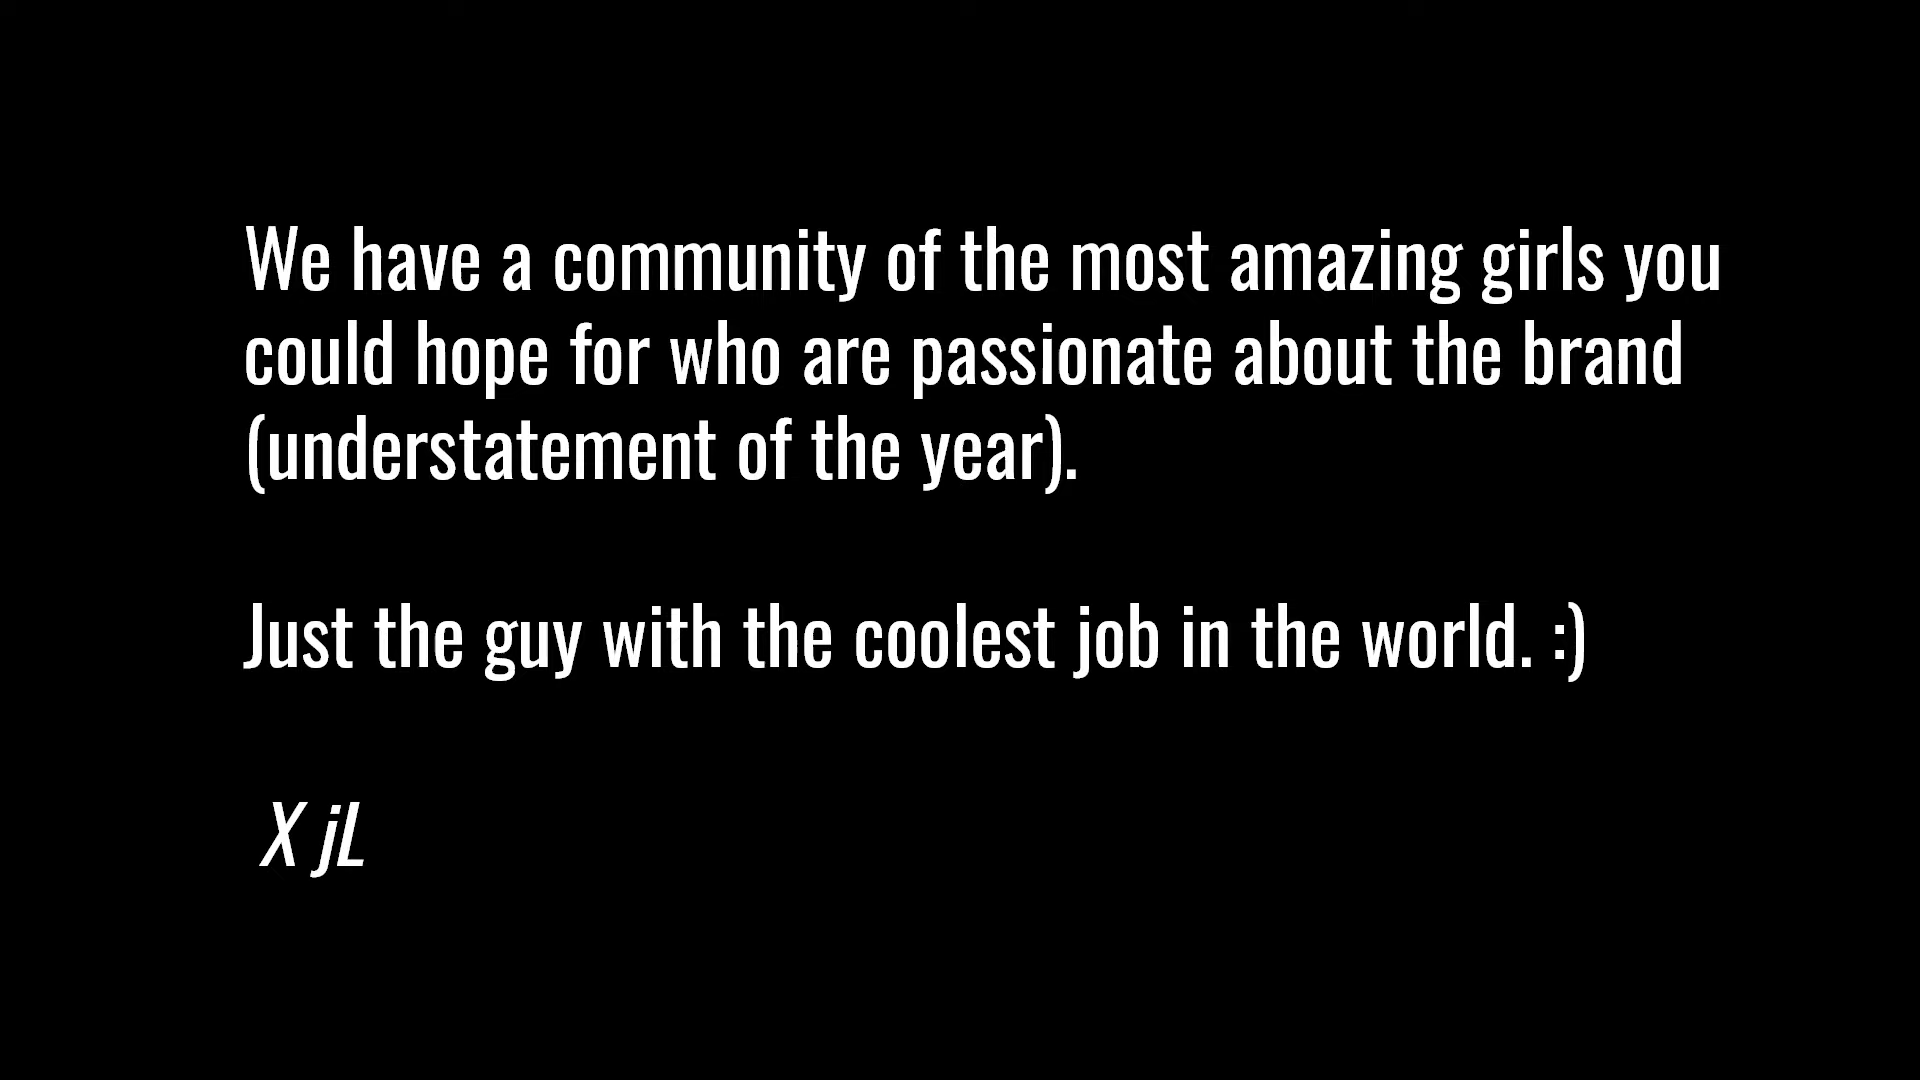 We have a community of the most amazing girls you
could hope for who are passionate about the brand
(understatement of the year).
Just the guy with the coolest job in the world. :)
X jL